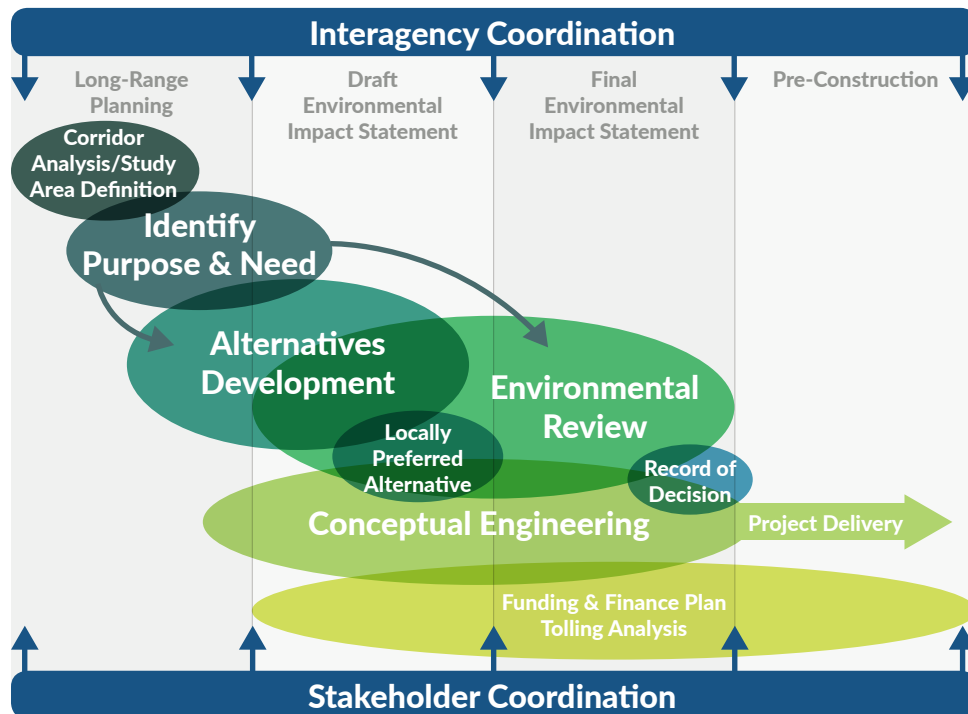 Interagency Coordination
Long-Range
Planning
Draft
Environmental
Impact Statement
Final
Environmental
Impact Statement
Pre-Construction
Corridor
Analysis/Study
Area Definition
Identify
Purpose & Need
Alternatives
Development
Environmental
Review
Locally
Preferred
Alternative
Record of
Decision
Conceptual Engineering
Project Delivery
Funding & Finance Plan
Tolling Analysis
Stakeholder Coordination